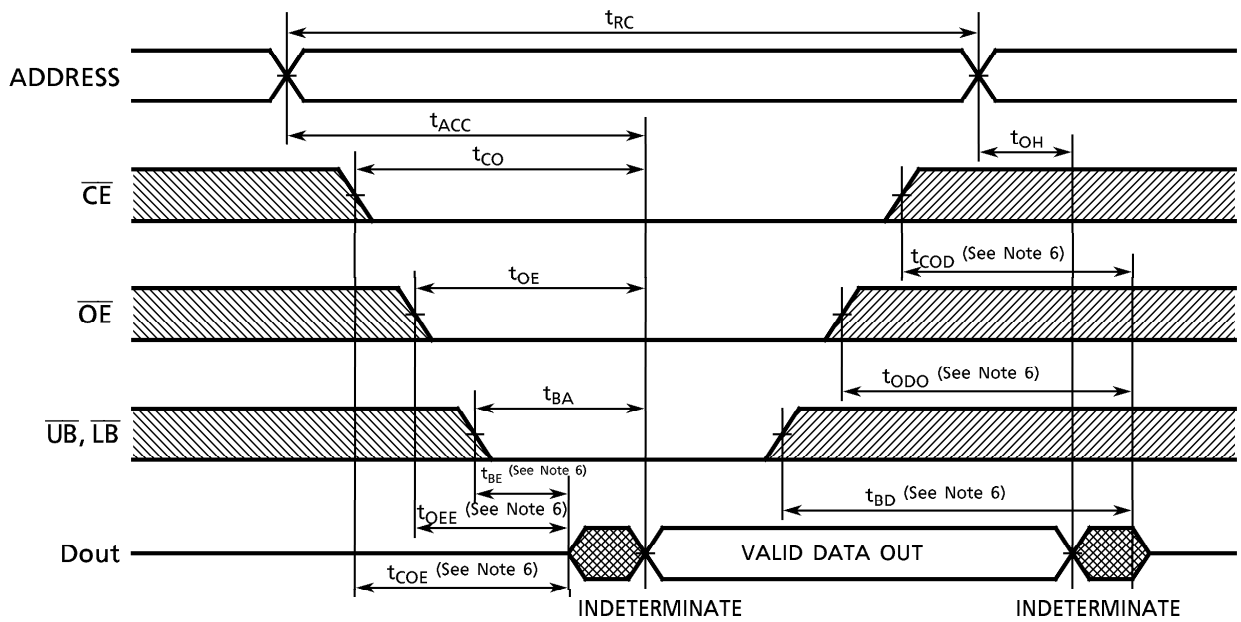 tRC
ADDRESS
tACC
tOH
tCO
CE
tCOD (See Note 6)
tOE
OE
tODO (See Note 6)
tBA
UB, LB
tBE (See Note 6)
tBD (See Note 6)
tOEE (See Note 6)
Dout
VALID DATA OUT
tCOE (See Note 6)
INDETERMINATE
INDETERMINATE